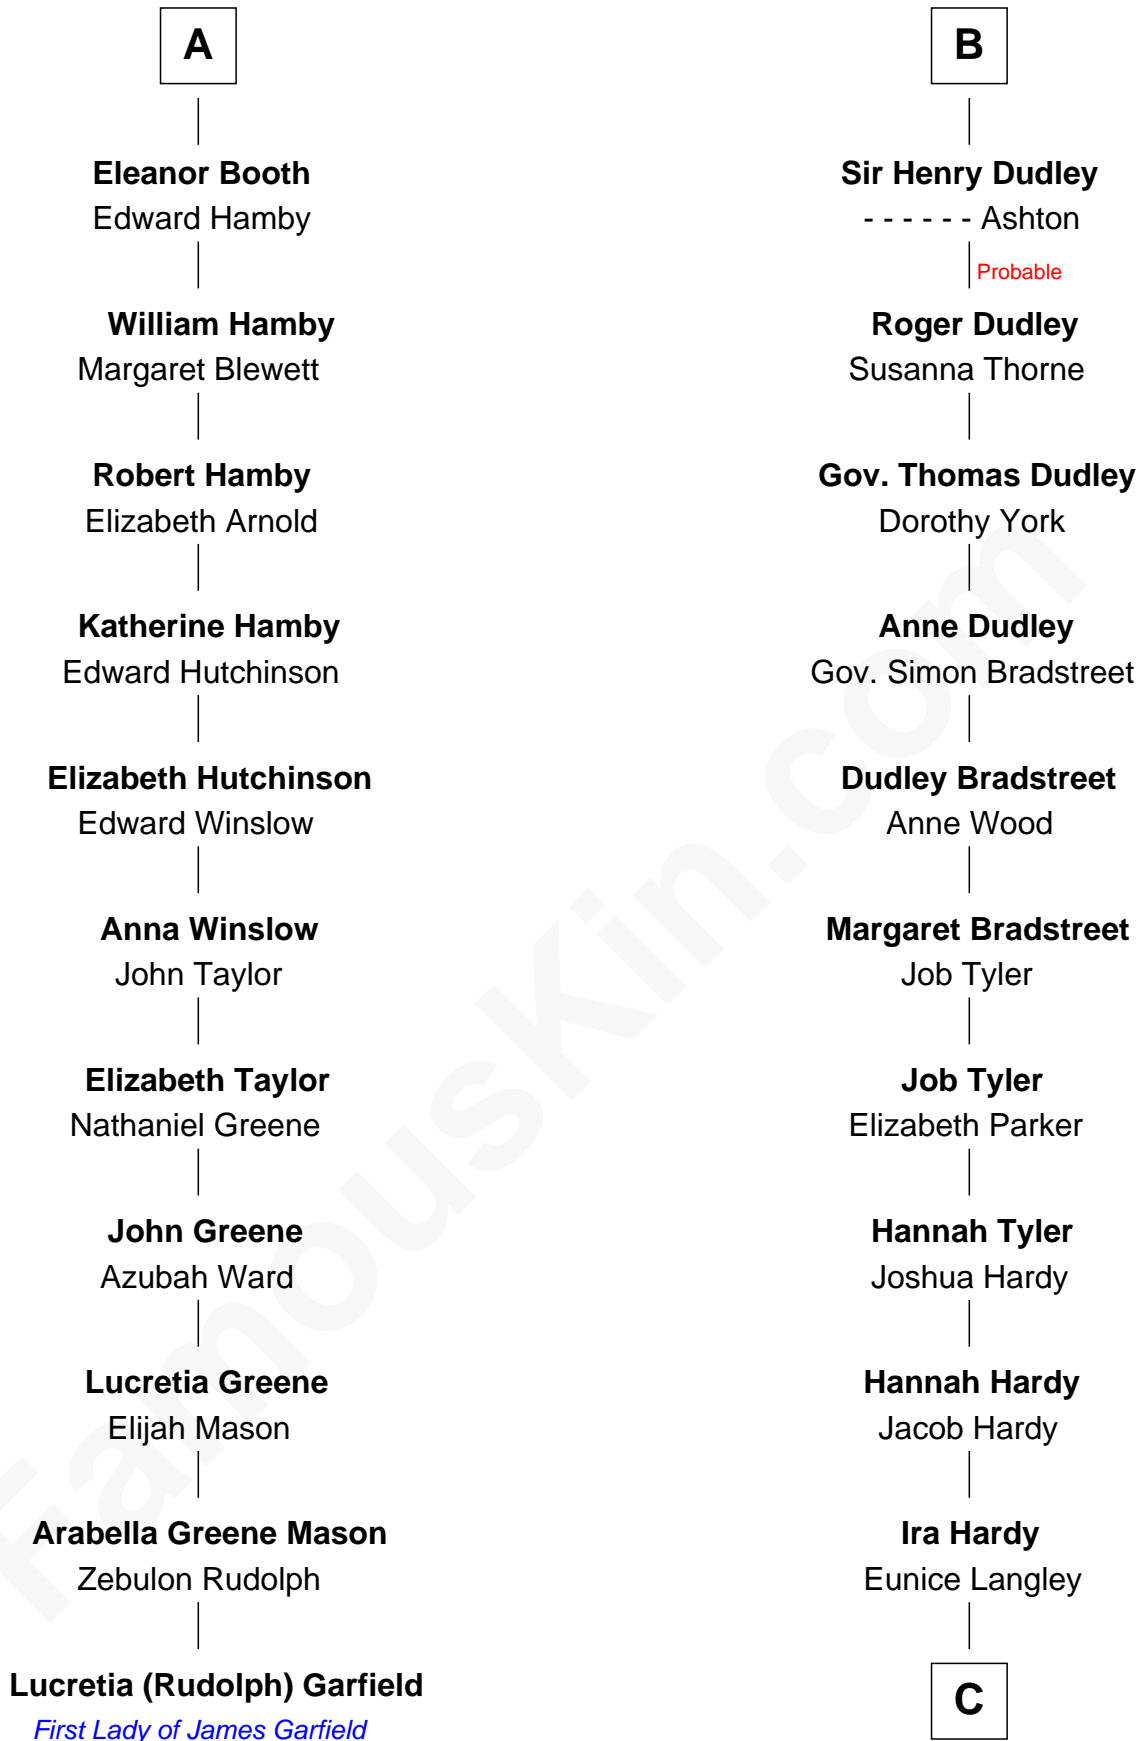 A
Eleanor Booth
Edward Hamby
William Hamby
Margaret Blewett
Robert Hamby
Elizabeth Arnold
Katherine Hamby
Edward Hutchinson
Elizabeth Hutchinson
Edward Winslow
Anna Winslow
John Taylor
Elizabeth Taylor
Nathaniel Greene
John Greene
Azubah Ward
Lucretia Greene
Elijah Mason
Arabella Greene Mason
Zebulon Rudolph
Lucretia (Rudolph) Garfield
First Lady of James Garfield
B
Sir Henry Dudley
- - - - - - Ashton
Probable
Roger Dudley
Susanna Thorne
Gov. Thomas Dudley
Dorothy York
Anne Dudley
Gov. Simon Bradstreet
Dudley Bradstreet
Anne Wood
Margaret Bradstreet
Job Tyler
Job Tyler
Elizabeth Parker
Hannah Tyler
Joshua Hardy
Hannah Hardy
Jacob Hardy
Ira Hardy
Eunice Langley
C
FamousKin.com